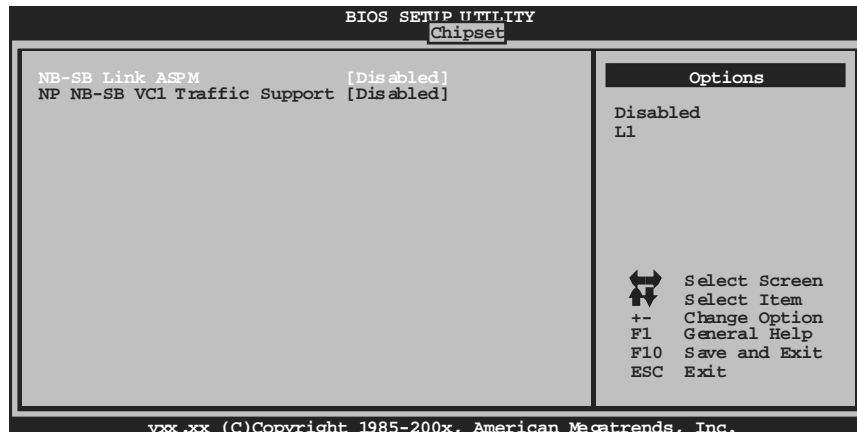 BIOS SETUP UTILITY
Chipset
NB-SB Link ASPM [Disabled]
NP NB-SB VC1 Traffic Support [Disabled]
Options
Disabled
L1
Select Screen
Select Item
+- Change Option
F1 General Help
F10 Save and Exit
ESC Exit
vxx.xx (C)Copyright 1985-200x, American Megatrends, Inc.